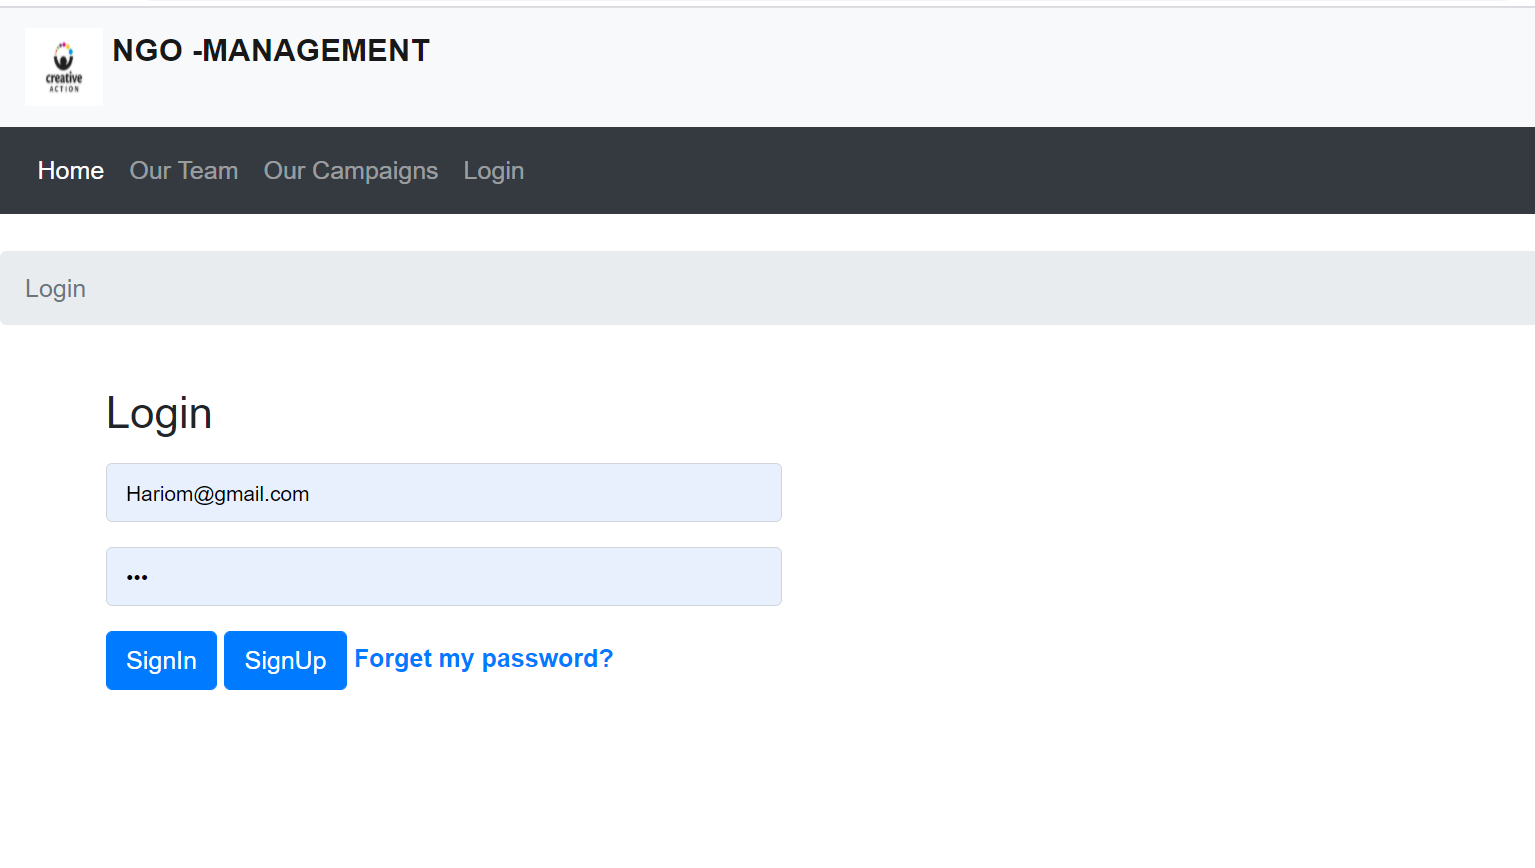 creative
ACTION
NGO -MANAGEMENT
Home Our Team Our Campaigns Login
Login
Login
Hariom@gmail.com
•••
SignIn SignUp Forget my password?